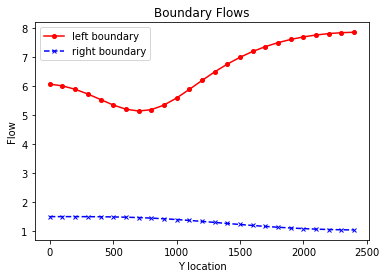 Boundary Flows
left boundary
right boundary
8
7
6
5
4
3
2
1
Flow
0
500
1000
1500
2000
2500
Y location